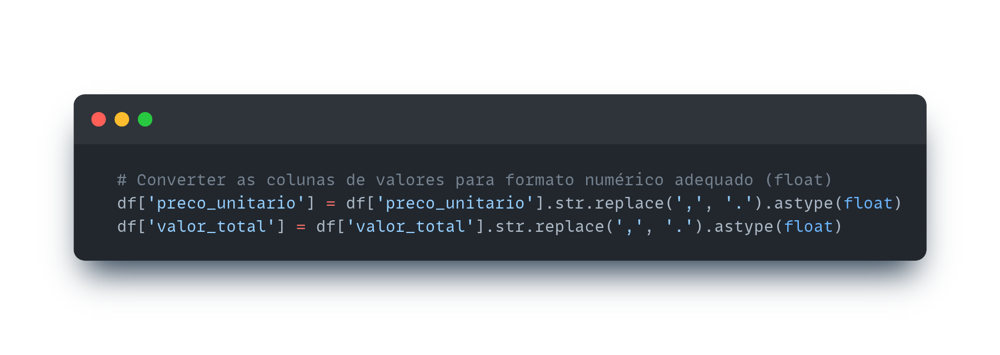 # Converter as colunas de valores para formato numérico adequado (float)
df['preco_unitario'] = df['preco_unitario'].str.replace(',', '.').astype(float)
df['valor_total'] = df['valor_total'].str.replace(',', '.').astype(float)